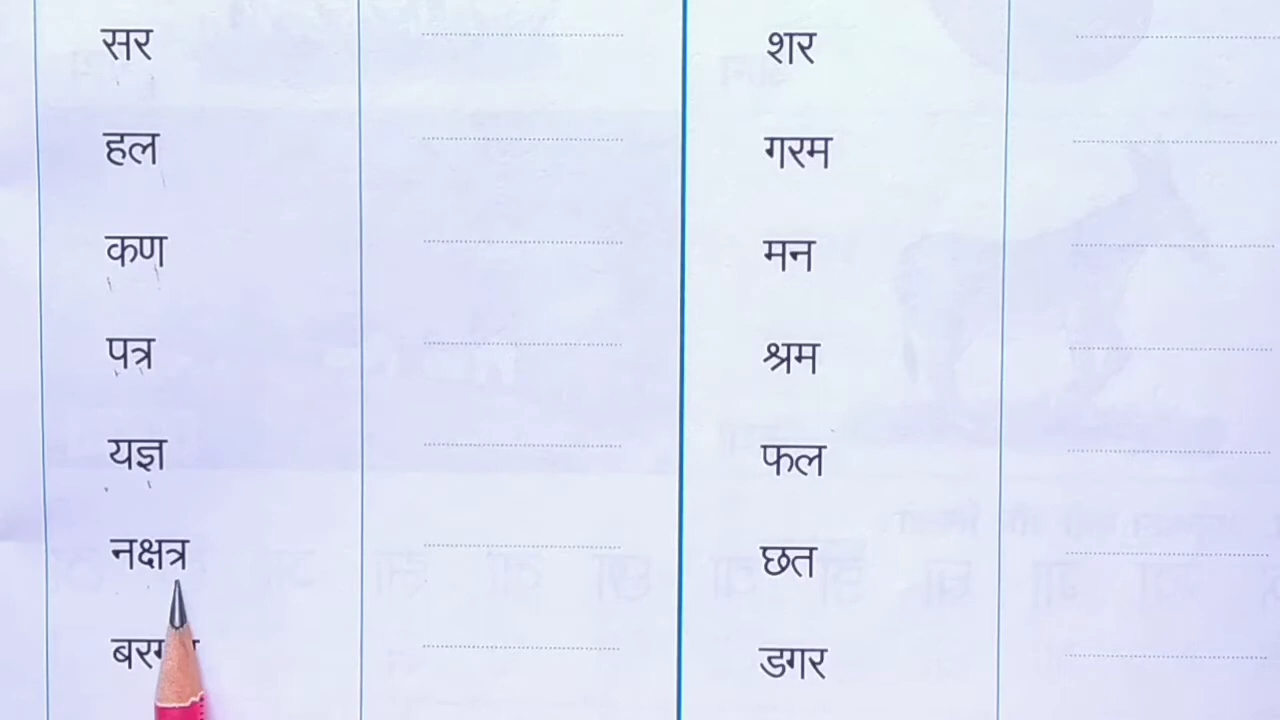 सर
हल
कण
पत्र
यज्ञ
नक्षत्र
शर
गरम
मन
श्रम
फल
छत
डगर